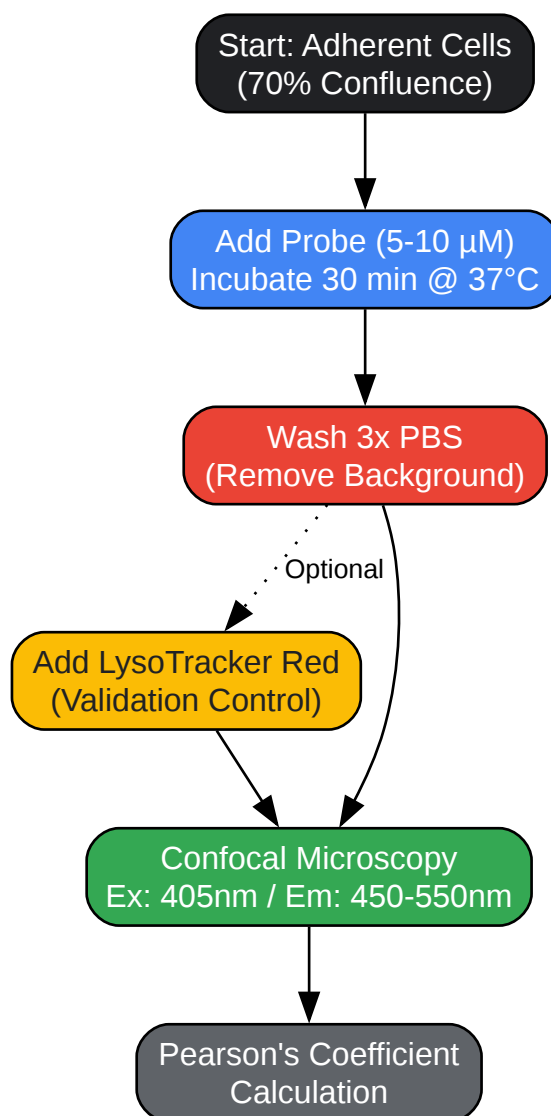 Start: Adherent Cells
(70% Confluence)
Add Probe (5-10 µM)
Incubate 30 min @ 37°C
Wash 3x PBS
(Remove Background)
Optional
Add LysoTracker Red
(Validation Control)
Confocal Microscopy
Ex: 405nm / Em: 450-550nm
Pearson's Coefficient
Calculation